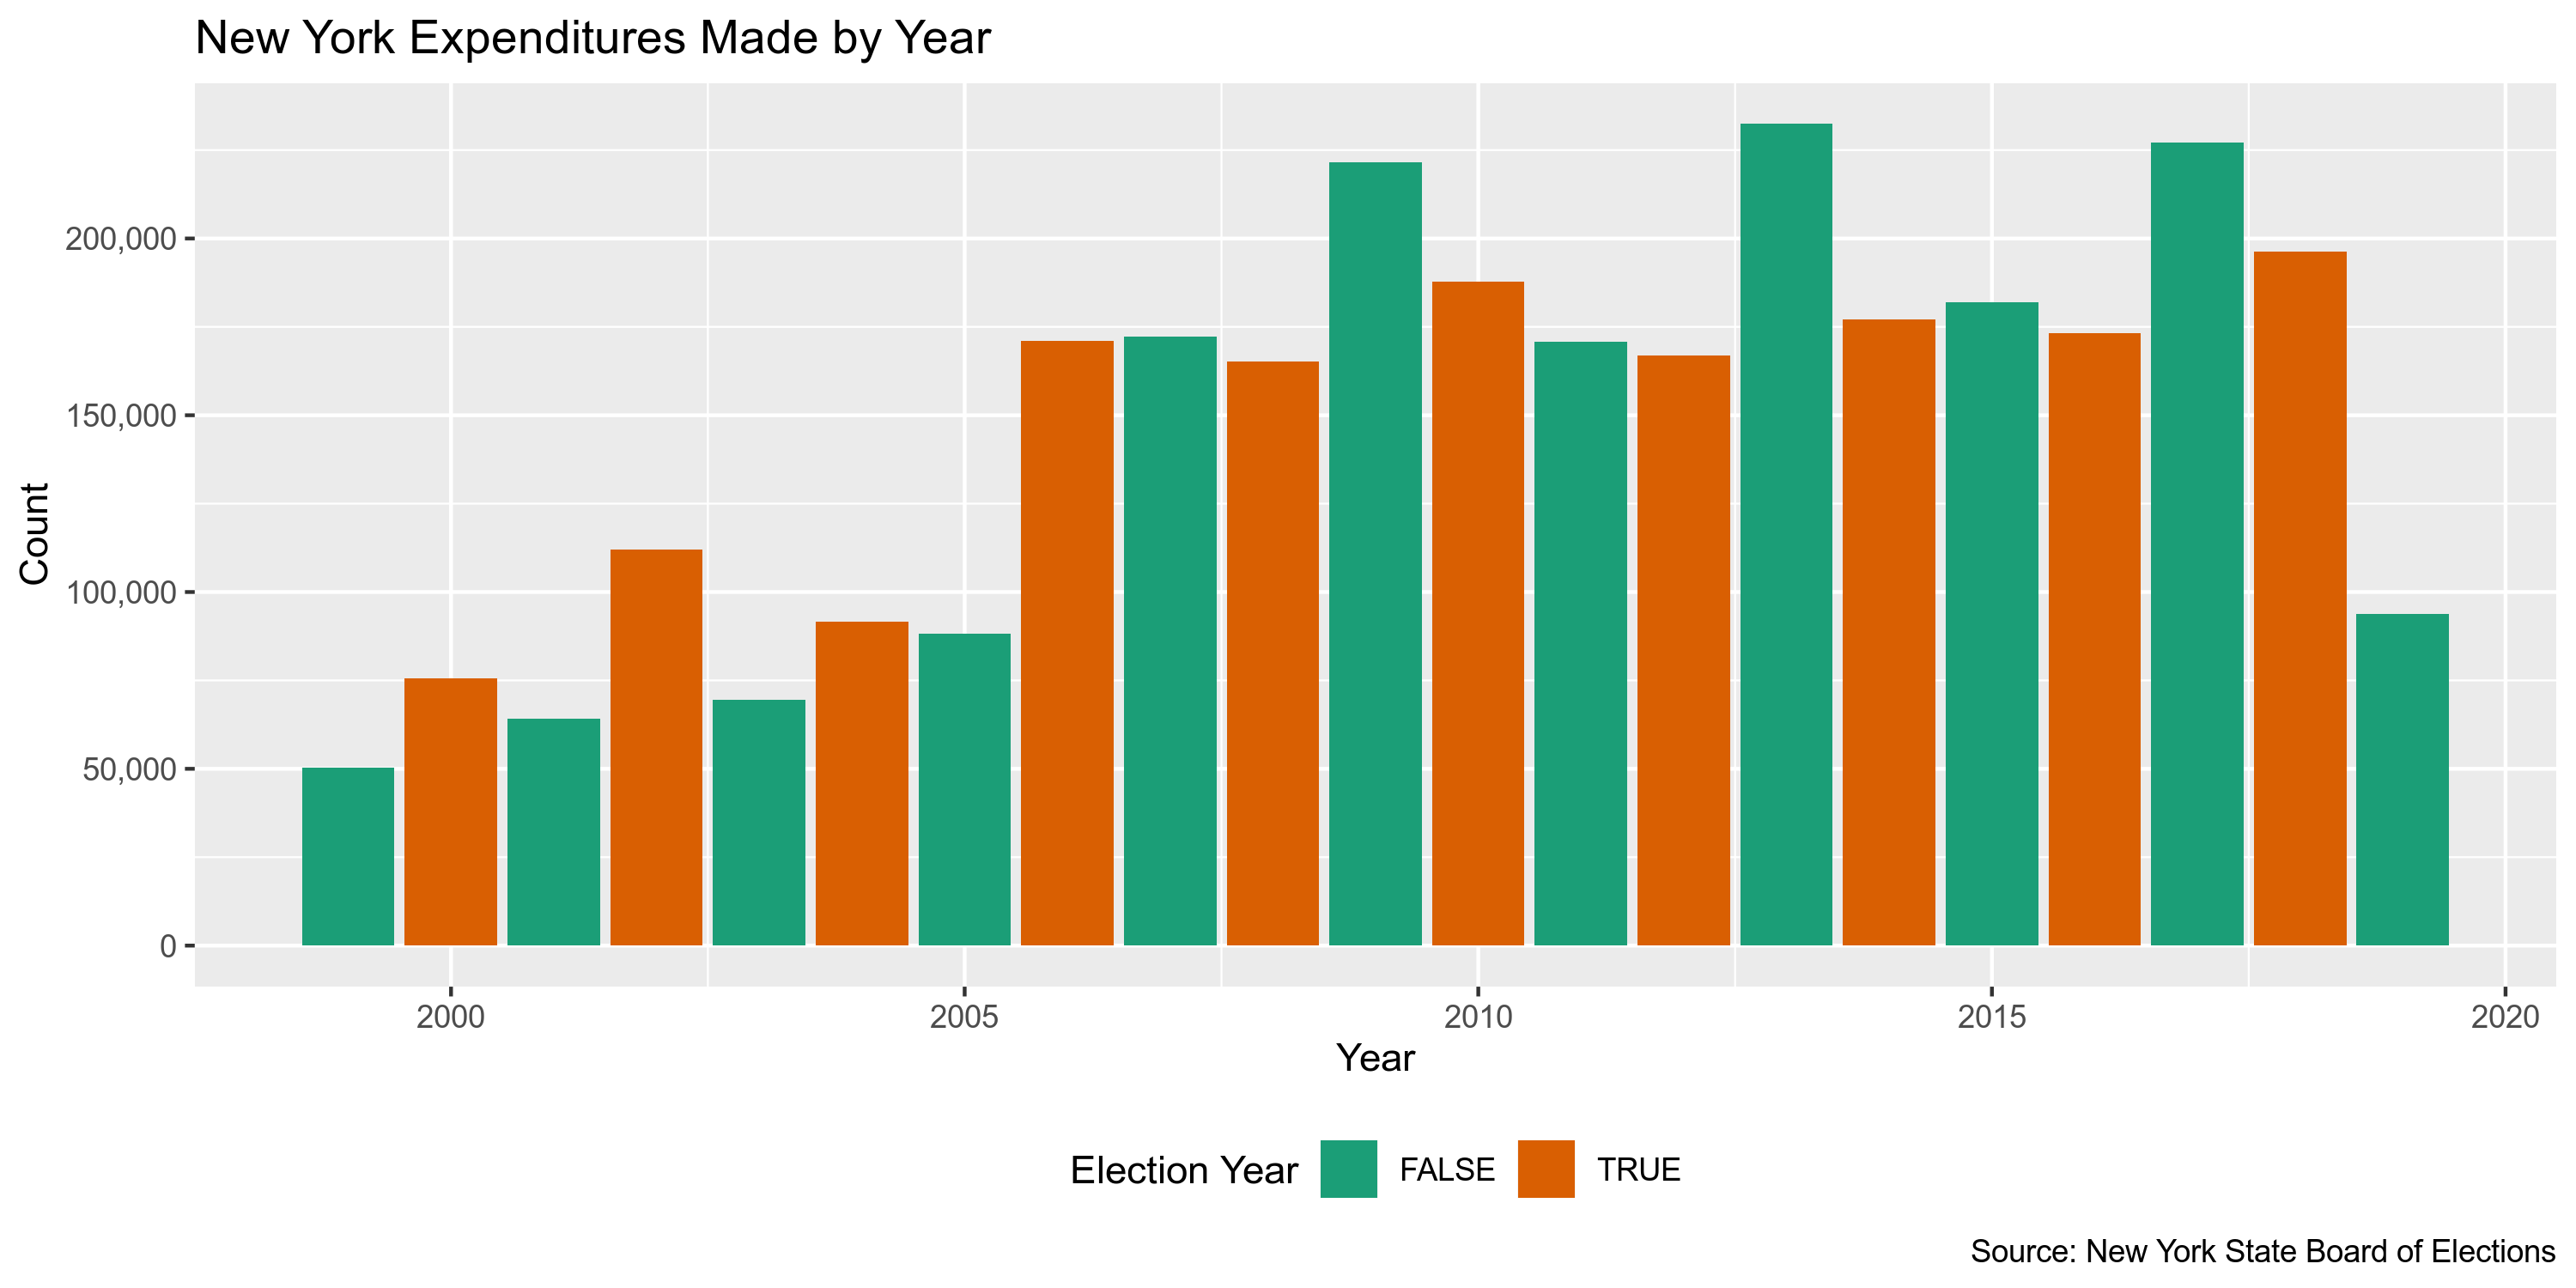 New York Expenditures Made by Year
Count
200,000
150,000
100,000
50,000
0
2000 2005 2010 2015 2020
Year
Election Year FALSE TRUE
Source: New York State Board of Elections